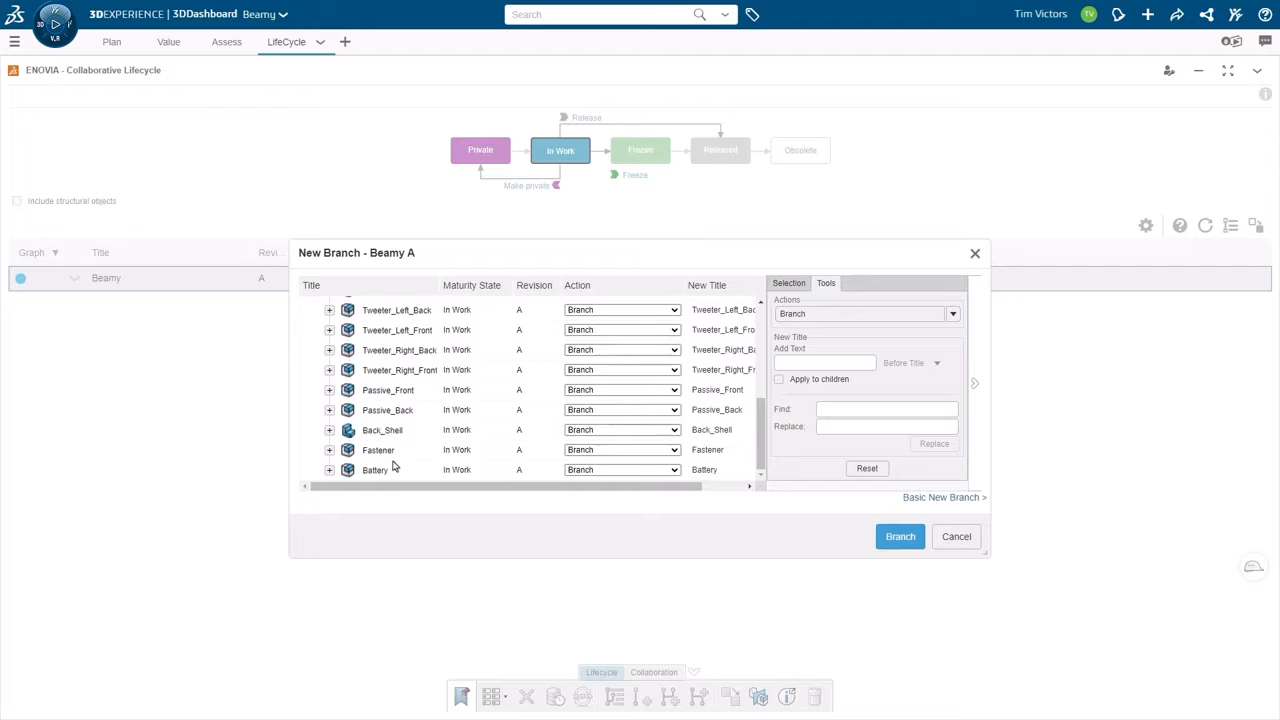 3DEXPERIENCE | 3DDashboard Beamy
Search
Tim Victors TV
3D V.R
Plan Value Assess LifeCycle
ENOVIA - Collaborative Lifecycle
Release
Private In Work Frozen Released Obsolete
Make private Freeze
Include structural objects
Graph Title Revi...
Beamy A
New Branch - Beamy A
Title Maturity State Revision Action New Title
Selection Tools
Actions
Branch
New Title
Add Text
Before Title
Apply to children
Find:
Replace:
Replace
Reset
Tweeter_Left_Back In Work A Branch Tweeter_Left_Bac
Tweeter_Left_Front In Work A Branch Tweeter_Left_Fro
Tweeter_Right_Back In Work A Branch Tweeter_Right_B
Tweeter_Right_Front In Work A Branch Tweeter_Right_F
Passive_Front In Work A Branch Passive_Front
Passive_Back In Work A Branch Passive_Back
Back_Shell In Work A Branch Back_Shell
Fastener In Work A Branch Fastener
Battery In Work A Branch Battery
Basic New Branch >
Branch Cancel
Lifecycle Collaboration